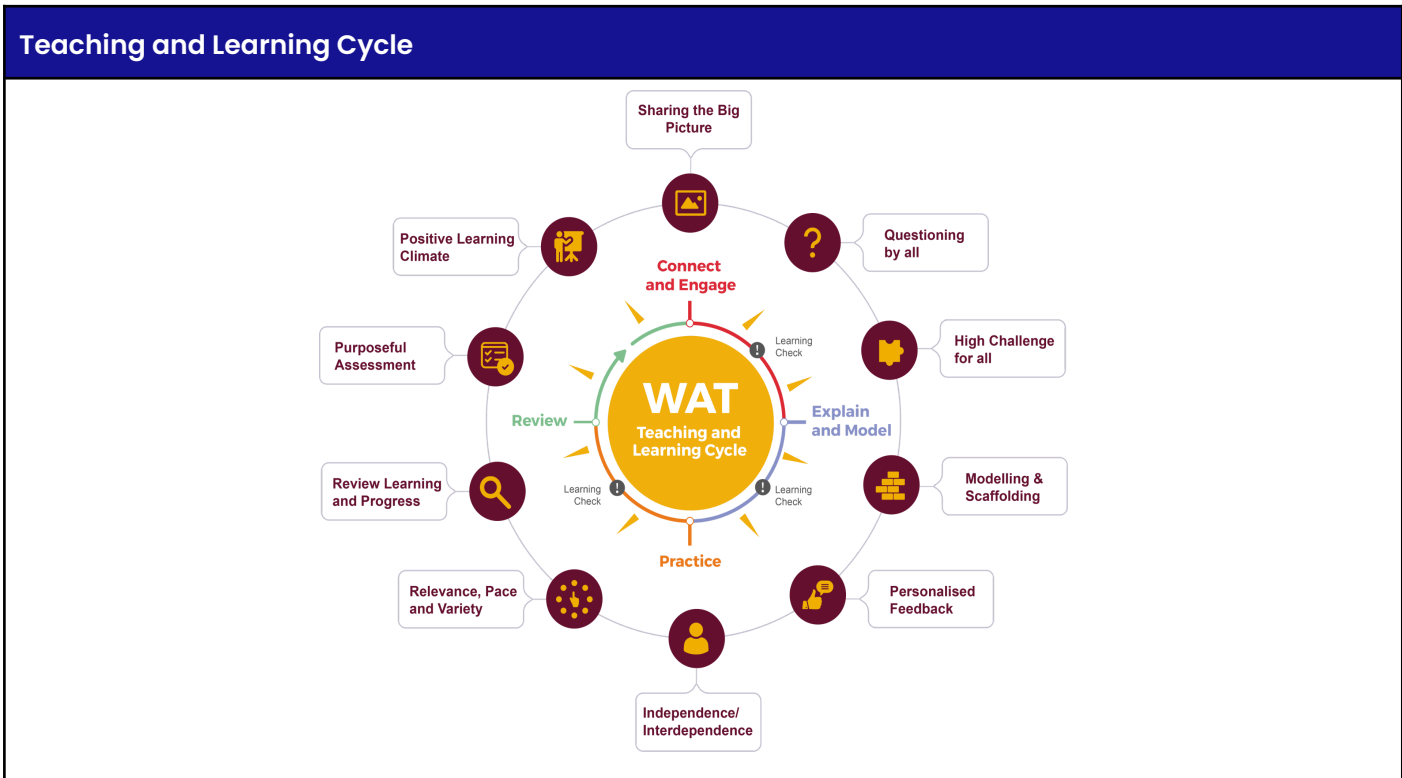 Teaching and Learning Cycle
Sharing the Big
Picture
Questioning
by all
High Challenge
for all
Modelling &
Scaffolding
Personalised
Feedback
Independence/
Interdependence
Relevance, Pace
and Variety
Review Learning
and Progress
Purposeful
Assessment
Positive Learning
Climate
Connect
and Engage
Learning
Check
Explain
and Model
Learning
Check
Practice
Learning
Check
Review
WAT
Teaching and
Learning Cycle